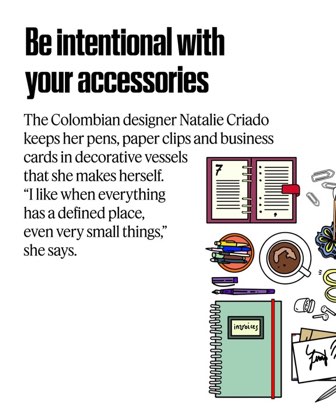 Be intentional with
your accessories
The Colombian designer Natalie Criado
keeps her pens, paper clips and business
cards in decorative vessels
that she makes herself.
“I like when everything
has a defined place,
even very small things,”
she says.
7
invoices